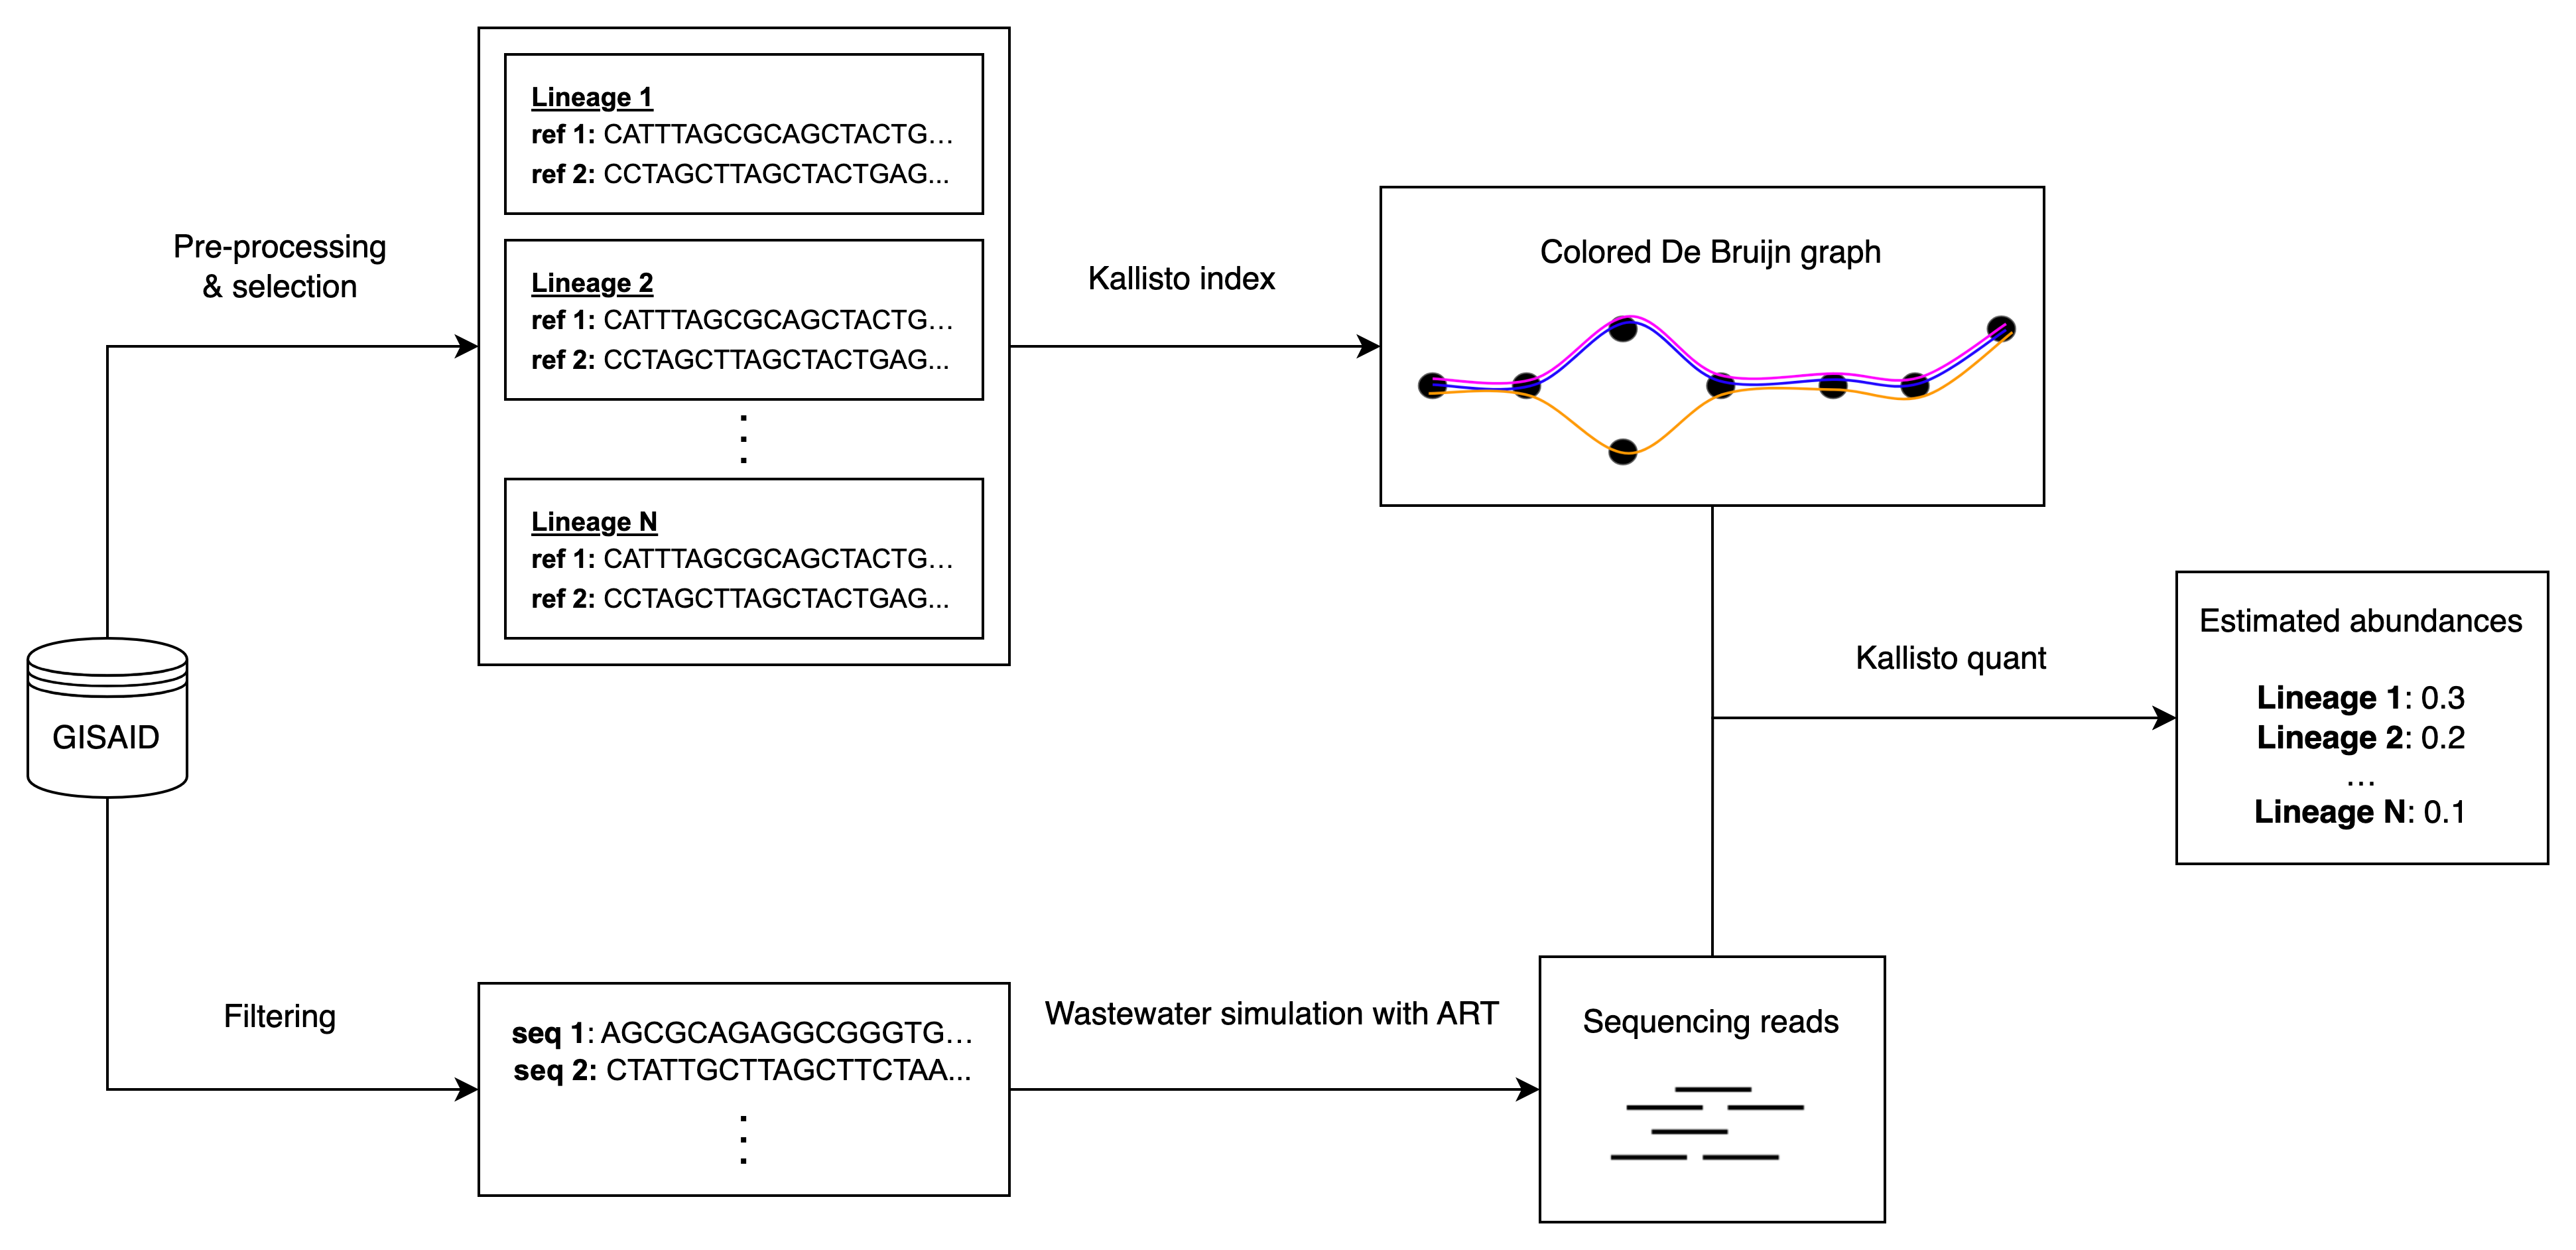 Pre-processing
& selection
Lineage 1
ref 1: CATTTAGCGCAGCTACTG…
ref 2: CCTAGCTTAGCTACTGAG...
Lineage 2
ref 1: CATTTAGCGCAGCTACTG…
ref 2: CCTAGCTTAGCTACTGAG...
Lineage N
ref 1: CATTTAGCGCAGCTACTG…
ref 2: CCTAGCTTAGCTACTGAG...
Kallisto index
Colored De Bruijn graph
GISAID
Kallisto quant
Estimated abundances
Lineage 1: 0.3
Lineage 2: 0.2
…
Lineage N: 0.1
Filtering
seq 1: AGCGCAGAGGCGGGTG…
seq 2: CTATTGCTTAGCTTCTAA...
Wastewater simulation with ART
Sequencing reads